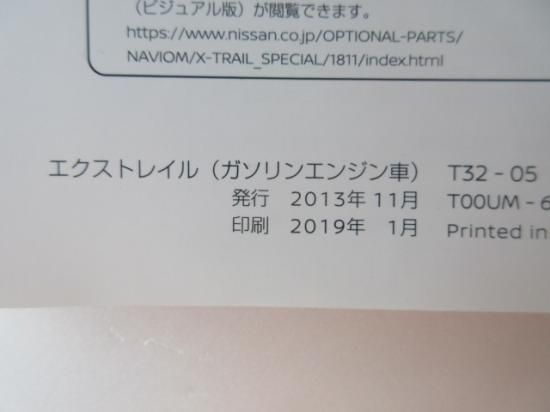 （ビジュアル版）が閲覧できます。
https://www.nissan.co.jp/OPTIONAL-PARTS/
NAVIOM/X-TRAIL_SPECIAL/1811/index.html
エクストレイル（ガソリンエンジン車） T32 - 05
発行 2013年 11月 T00UM - 6
印刷 2019年 1月 Printed in